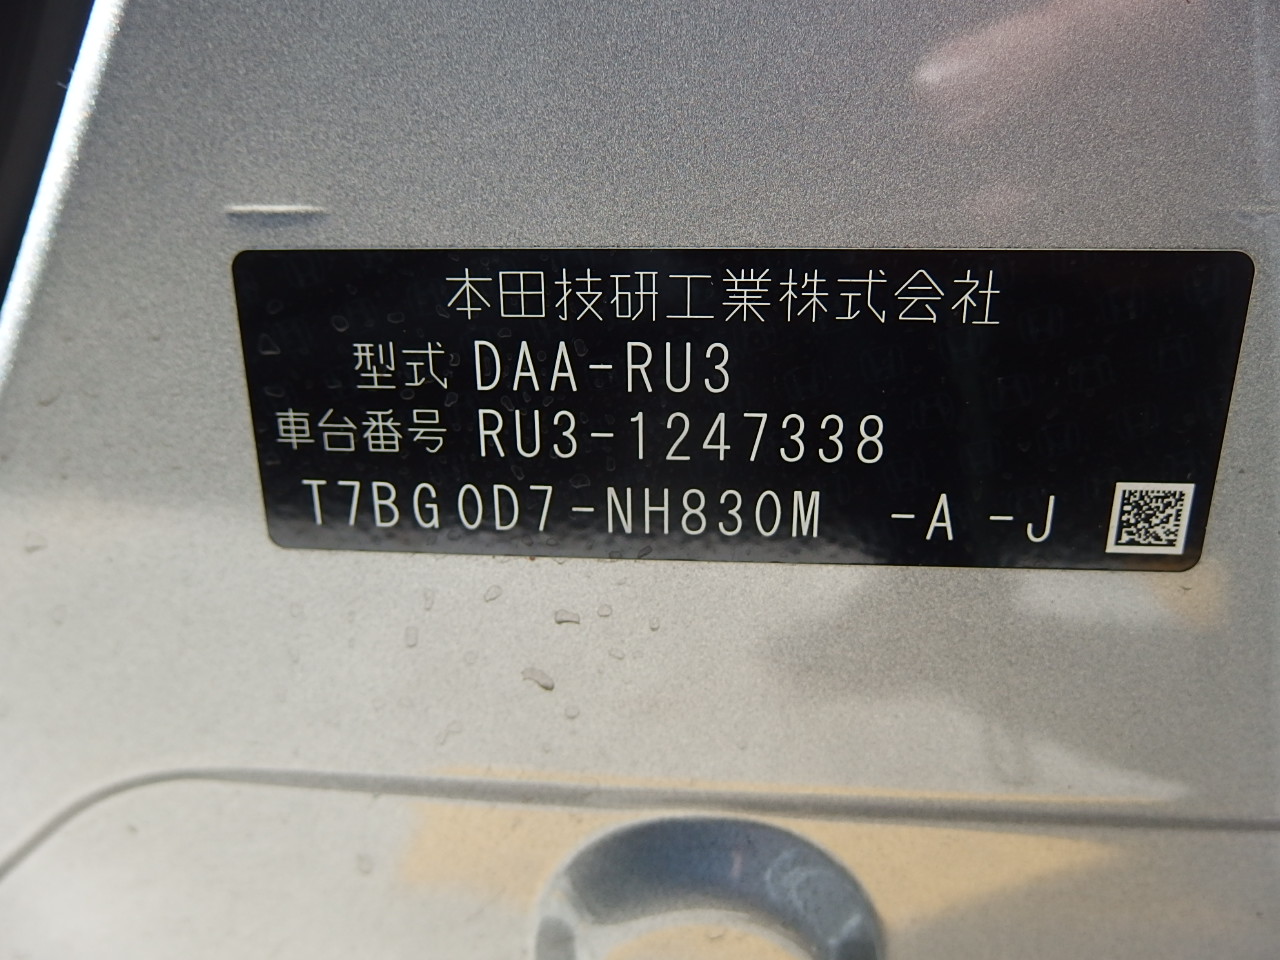 本田技研工業株式会社
型式 DAA-RU3
車台番号 RU3-1247338
T7BG0D7-NH830M -A -J